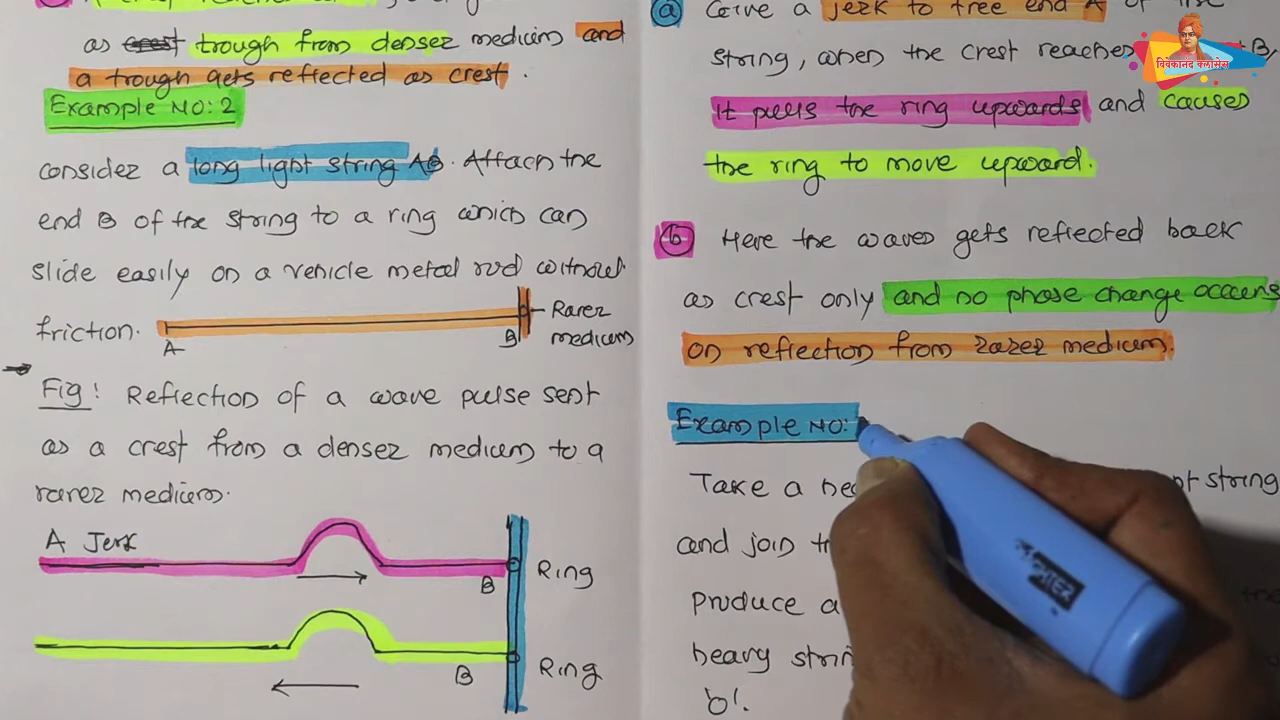 as crest trough from denser medium and
a trough gets reflected as crest.
Example NO: 2
consider a long light string AB. Attach the
end B of the string to a ring which can
slide easily on a vehicle metal rod without
friction.
A
B
Rarer
medium
Fig: Reflection of a wave pulse sent
as a crest from a denser medium to a
rarer medium.
A Jerk
B
Ring
B
Ring
a Give a jerk to free end A of the
string, when the crest reaches B,
It pulls the ring upwards and causes
the ring to move upward.
b Here the waves gets reflected back
as crest only and no phase change occurs
on reflection from rarer medium.
Example NO:
Take a string
and join
produce a
heavy string
'O'.
विवेकानंद क्लासेस